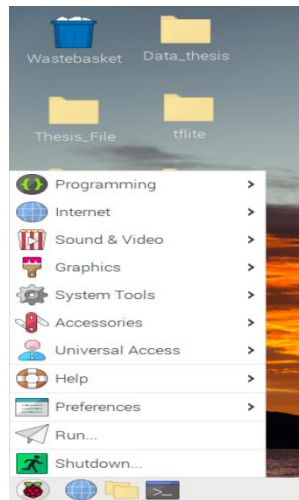 Wastebasket
Data_thesis
Thesis_File
tflite
Programming
Internet
Sound & Video
Graphics
System Tools
Accessories
Universal Access
Help
Preferences
Run...
Shutdown...